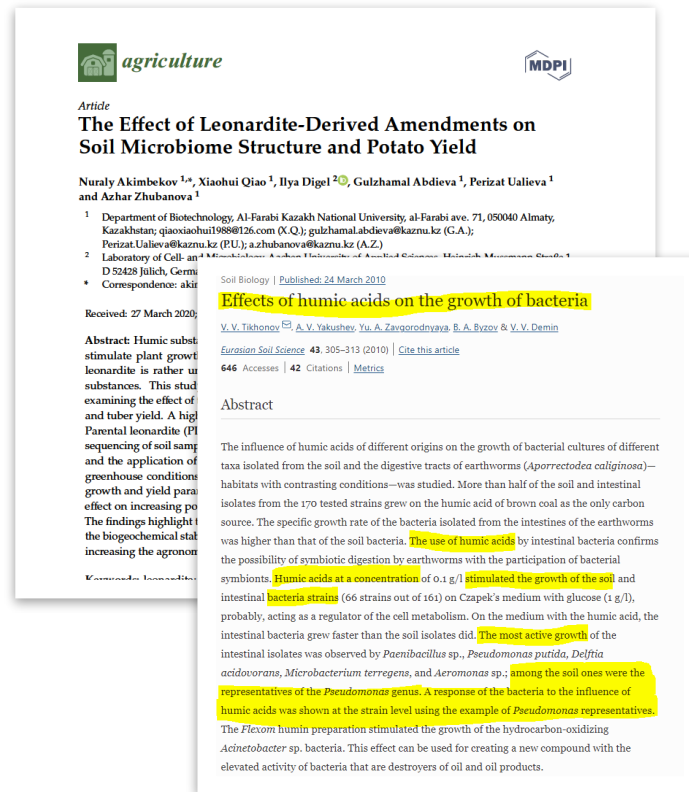 agriculture
MDPI
Article
The Effect of Leonardite-Derived Amendments on
Soil Microbiome Structure and Potato Yield
Nuraly Akimbekov 1,*, Xiaohui Qiao 1, Ilya Digel 2, Gulzhamal Abdieva 1, Perizat Ualieva 1
and Azhar Zhubanova 1
1 Department of Biotechnology, Al-Farabi Kazakh National University, al-Farabi ave. 71, 050040 Almaty,
Kazakhstan; qiaoxiaohui1988@126.com (X.Q.); gulzhamal.abdieva@kaznu.kz (G.A.);
Perizat.Ualieva@kaznu.kz (P.U.); a.zhubanova@kaznu.kz (A.Z.)
2 Laboratory of Cell- and Microbiology, Aachen University of Applied Sciences, Heinrich-Mussmann-Straße 1
D 52428 Jülich, Germa
* Correspondence: akim
Received: 27 March 2020;
Abstract: Humic subst
stimulate plant growt
leonardite is rather un
substances. This stud
examining the effect of
and tuber yield. A high
Parental leonardite (Pl
sequencing of soil samp
and the application of
greenhouse conditions
growth and yield para
effect on increasing po
The findings highlight t
the biogeochemical stab
increasing the agronom
Keywords: leonardite;
Soil Biology | Published: 24 March 2010
Effects of humic acids on the growth of bacteria
V. V. Tikhonov, A. V. Yakushev, Yu. A. Zavgorodnyaya, B. A. Byzov & V. V. Demin
Eurasian Soil Science 43, 305–313 (2010) | Cite this article
646 Accesses | 42 Citations | Metrics
Abstract
The influence of humic acids of different origins on the growth of bacterial cultures of different
taxa isolated from the soil and the digestive tracts of earthworms (Aporrectodea caliginosa)—
habitats with contrasting conditions—was studied. More than half of the soil and intestinal
isolates from the 170 tested strains grew on the humic acid of brown coal as the only carbon
source. The specific growth rate of the bacteria isolated from the intestines of the earthworms
was higher than that of the soil bacteria. The use of humic acids by intestinal bacteria confirms
the possibility of symbiotic digestion by earthworms with the participation of bacterial
symbionts. Humic acids at a concentration of 0.1 g/l stimulated the growth of the soil and
intestinal bacteria strains (66 strains out of 161) on Czapek's medium with glucose (1 g/l),
probably, acting as a regulator of the cell metabolism. On the medium with the humic acid, the
intestinal bacteria grew faster than the soil isolates did. The most active growth of the
intestinal isolates was observed by Paenibacillus sp., Pseudomonas putida, Delftia
acidovorans, Microbacterium terregens, and Aeromonas sp.; among the soil ones were the
representatives of the Pseudomonas genus. A response of the bacteria to the influence of
humic acids was shown at the strain level using the example of Pseudomonas representatives.
The Flexom humin preparation stimulated the growth of the hydrocarbon-oxidizing
Acinetobacter sp. bacteria. This effect can be used for creating a new compound with the
elevated activity of bacteria that are destroyers of oil and oil products.